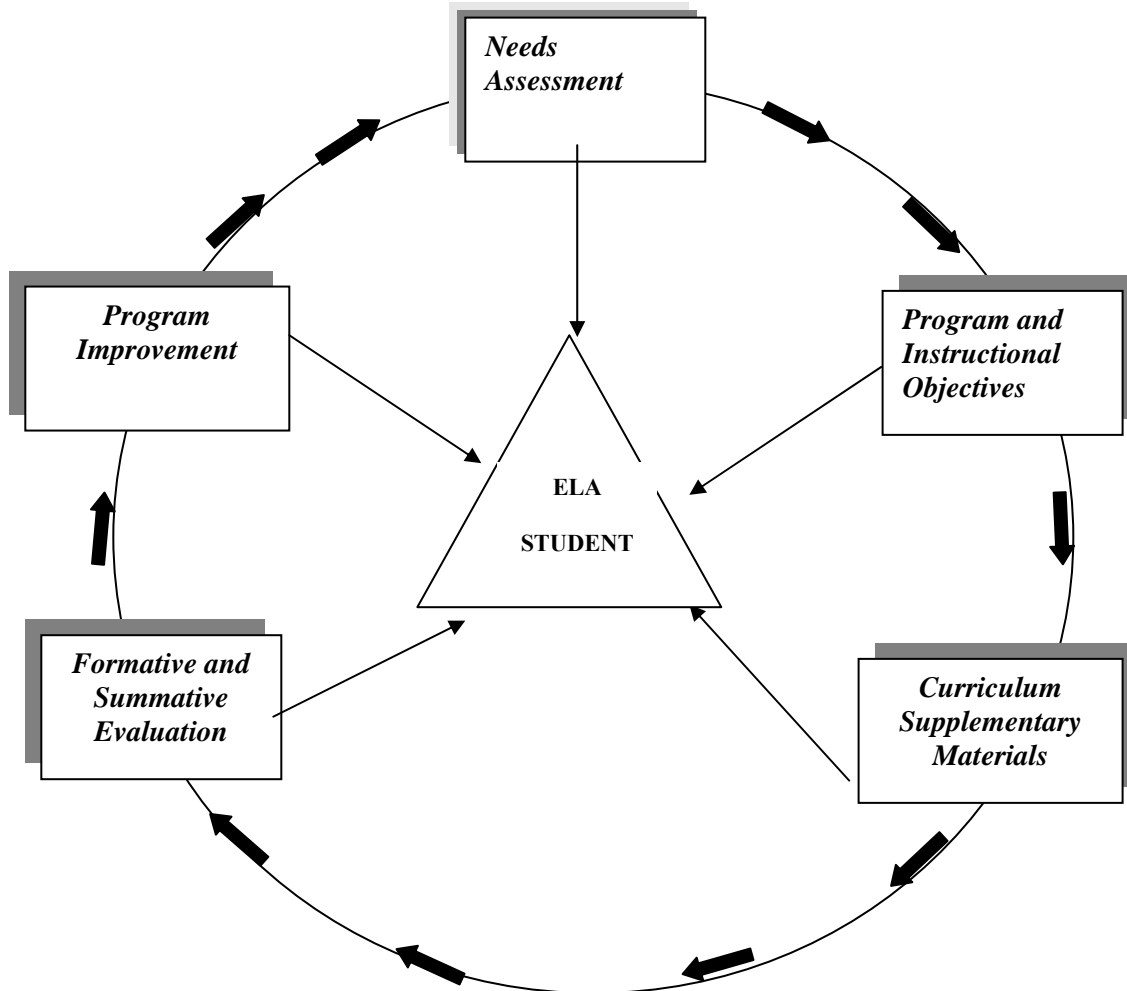 Needs
Assessment
Program
Improvement
Program and
Instructional
Objectives
ELA
STUDENT
Formative and
Summative
Evaluation
Curriculum
Supplementary
Materials